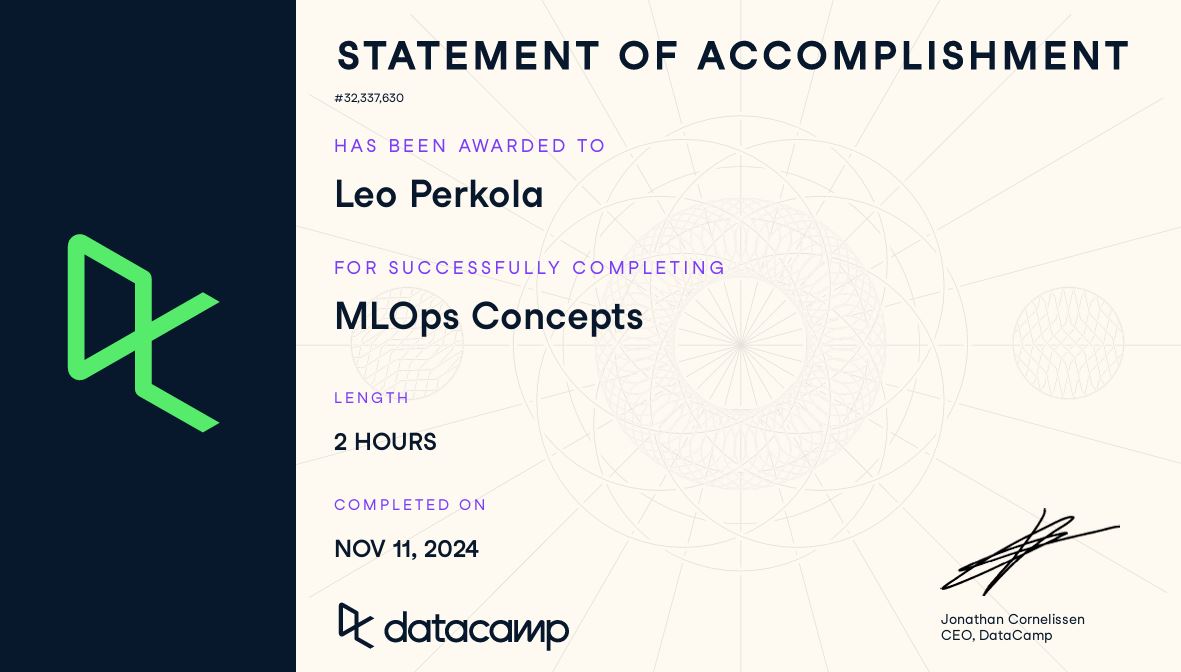 STATEMENT OF ACCOMPLISHMENT
#32,337,630
HAS BEEN AWARDED TO
Leo Perkola
FOR SUCCESSFULLY COMPLETING
MLOps Concepts
LENGTH
2 HOURS
COMPLETED ON
NOV 11, 2024
datacamp
Jonathan Cornelissen
CEO, DataCamp